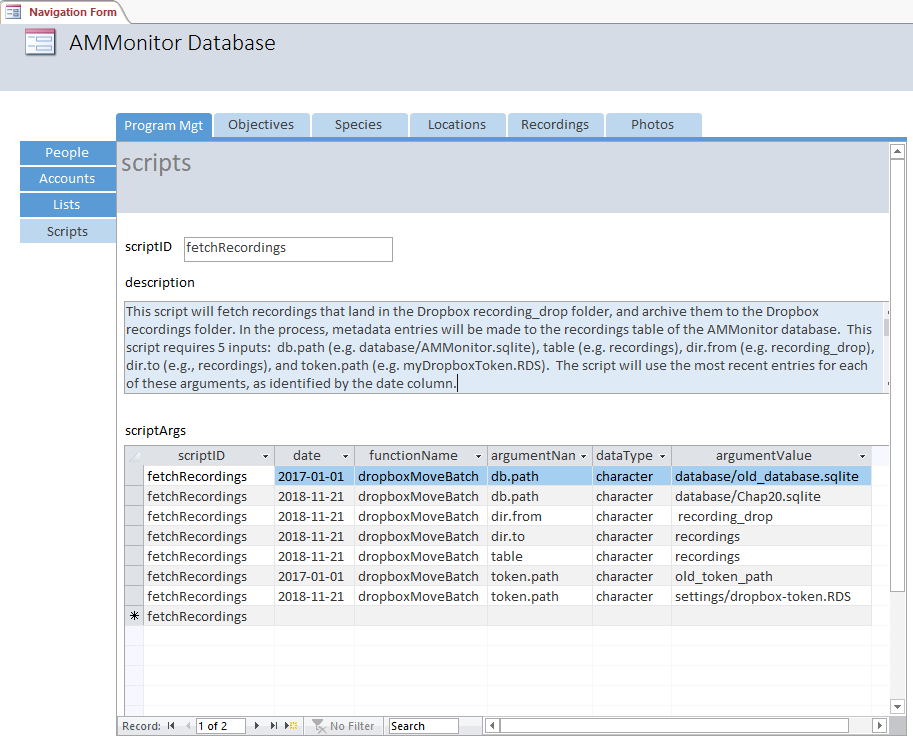 Navigation Form
AMMonitor Database
Program Mgt Objectives Species Locations Recordings Photos
People
Accounts
Lists
Scripts
scripts
scriptID fetchRecordings
description
This script will fetch recordings that land in the Dropbox recording_drop folder, and archive them to the Dropbox
recordings folder. In the process, metadata entries will be made to the recordings table of the AMMonitor database.  This
script requires 5 inputs:  db.path (e.g. database/AMMonitor.sqlite), table (e.g. recordings), dir.from (e.g. recording_drop),
dir.to (e.g., recordings), and token.path (e.g. myDropboxToken.RDS).  The script will use the most recent entries for each
of these arguments, as identified by the date column.
scriptArgs
scriptID date functionName argumentNan dataType argumentValue
fetchRecordings 2017-01-01 dropboxMoveBatch db.path character database/old_database.sqlite
fetchRecordings 2018-11-21 dropboxMoveBatch db.path character database/Chap20.sqlite
fetchRecordings 2018-11-21 dropboxMoveBatch dir.from character recording_drop
fetchRecordings 2018-11-21 dropboxMoveBatch dir.to character recordings
fetchRecordings 2018-11-21 dropboxMoveBatch table character recordings
fetchRecordings 2017-01-01 dropboxMoveBatch token.path character old_token_path
fetchRecordings 2018-11-21 dropboxMoveBatch token.path character settings/dropbox-token.RDS
fetchRecordings
Record: 1 of 2 No Filter Search